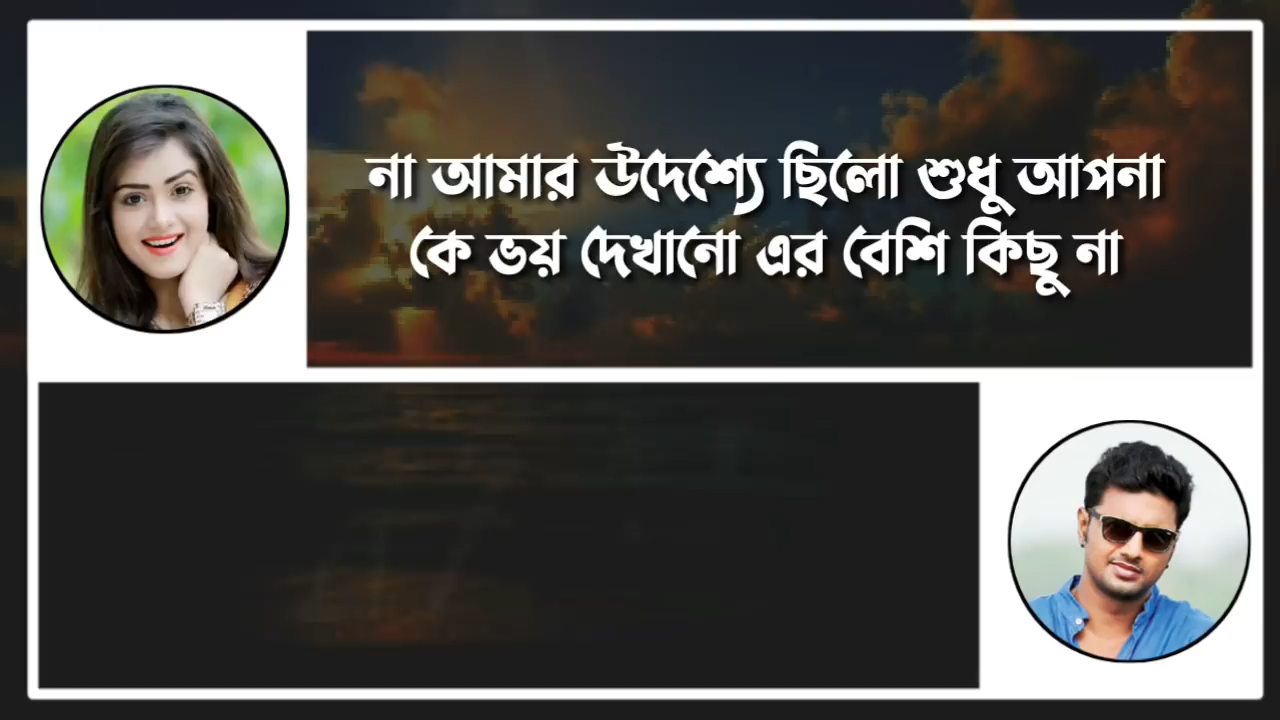 না আমার উদেশ্যে ছিলো শুধু আপনা
কে ভয় দেখানো এর বেশি কিছু না